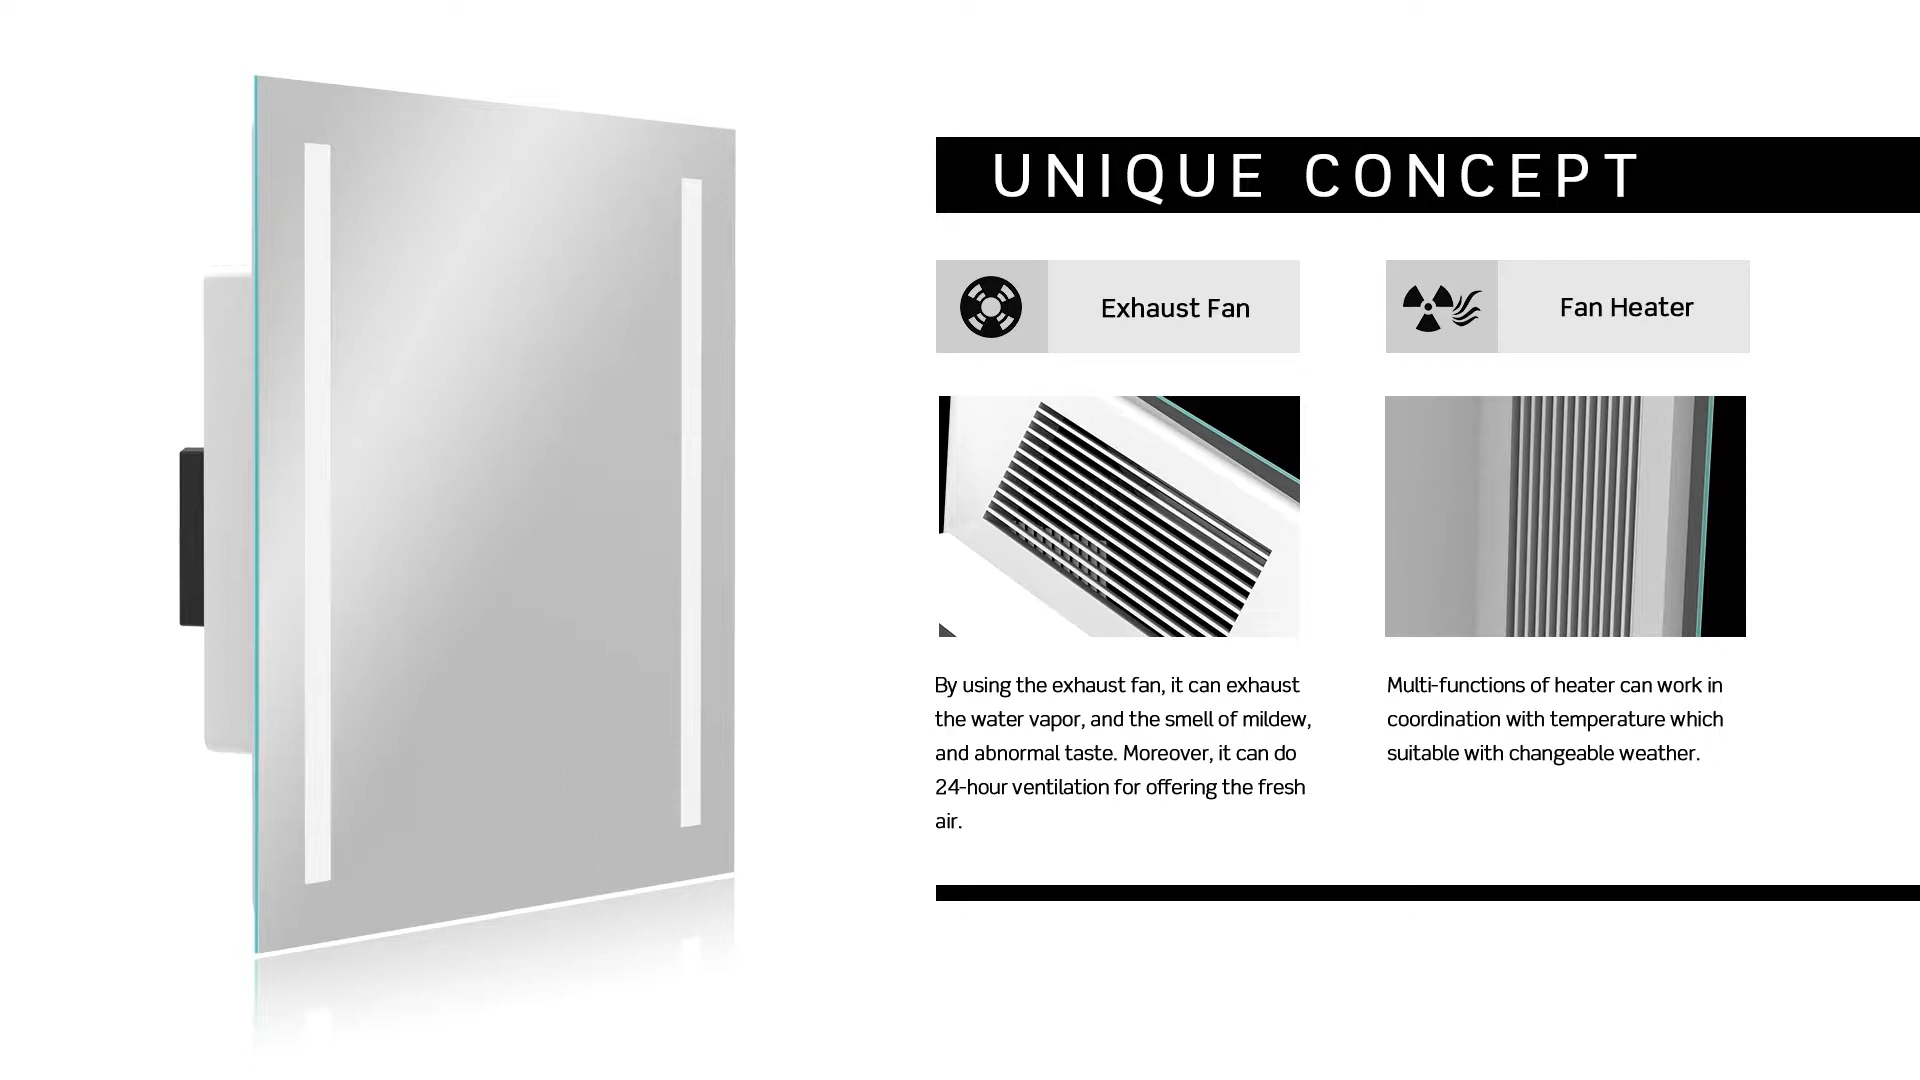 UNIQUE CONCEPT
Exhaust Fan
Fan Heater
By using the exhaust fan, it can exhaust
the water vapor, and the smell of mildew,
and abnormal taste. Moreover, it can do
24-hour ventilation for offering the fresh
air.
Multi-functions of heater can work in
coordination with temperature which
suitable with changeable weather.